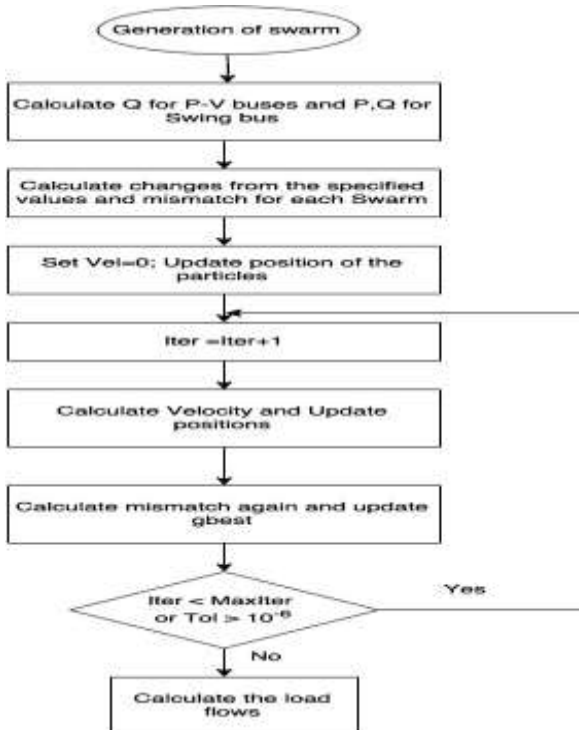 Generation of swarm
Calculate Q for P-V buses and P,Q for
Swing bus
Calculate changes from the specified
values and mismatch for each Swarm
Set Vel=0; Update position of the
particles
Iter =Iter+1
Calculate Velocity and Update
positions
Calculate mismatch again and update
gbest
Iter < MaxIter
or Tol > 10⁻⁶
Yes
No
Calculate the load
flows